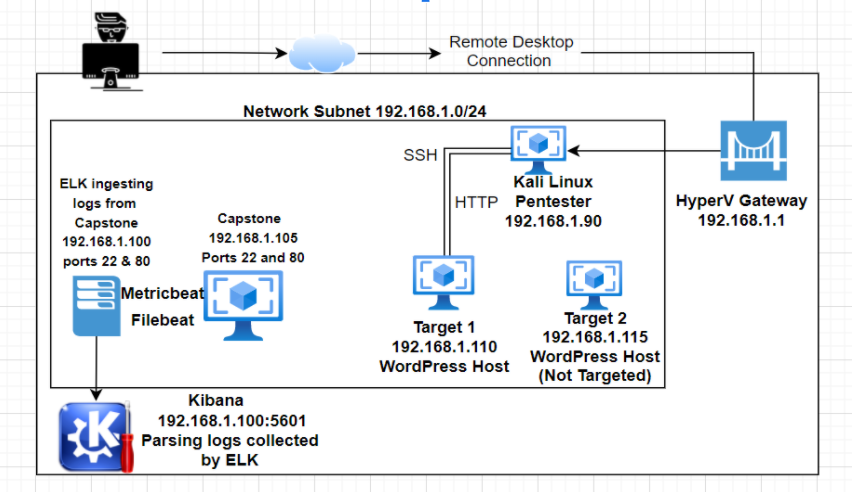 Remote Desktop
Connection
Network Subnet 192.168.1.0/24
SSH
HTTP
Kali Linux
Pentester
192.168.1.90
HyperV Gateway
192.168.1.1
ELK ingesting
logs from
Capstone
192.168.1.100
ports 22 & 80
Capstone
192.168.1.105
Ports 22 and 80
Metricbeat
Filebeat
Target 1
192.168.1.110
WordPress Host
Target 2
192.168.1.115
WordPress Host
(Not Targeted)
K
Kibana
192.168.1.100:5601
Parsing logs collected
by ELK